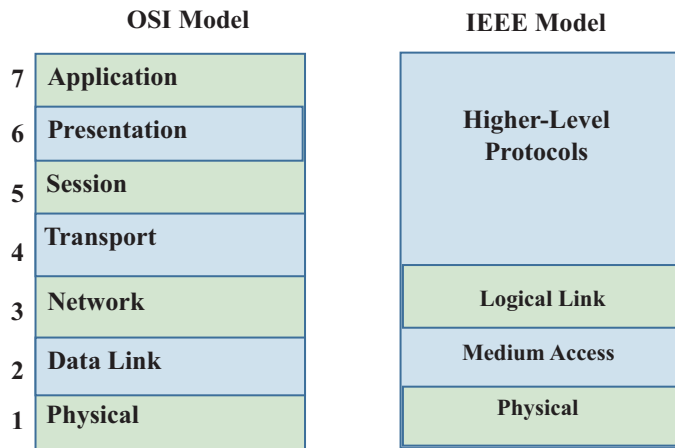 OSI Model
IEEE Model
7 Application
6 Presentation
5 Session
4 Transport
3 Network
2 Data Link
1 Physical
Higher-Level
Protocols
Logical Link
Medium Access
Physical